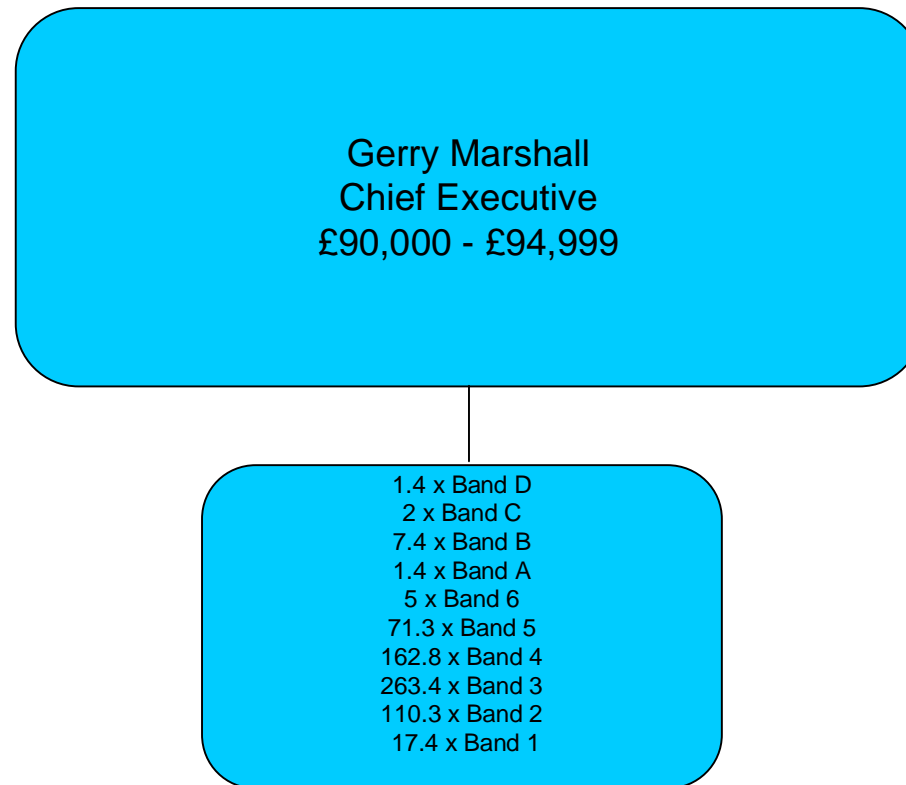 Gerry Marshall
Chief Executive
£90,000 - £94,999
1.4 x Band D
2 x Band C
7.4 x Band B
1.4 x Band A
5 x Band 6
71.3 x Band 5
162.8 x Band 4
263.4 x Band 3
110.3 x Band 2
17.4 x Band 1